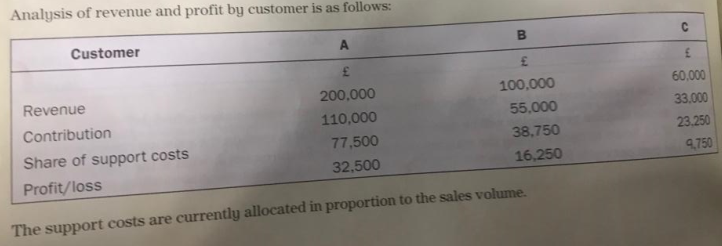 Analysis of revenue and profit by customer is as follows:
Customer A B C
£ £ £
Revenue 200,000 100,000 60,000
Contribution 110,000 55,000 33,000
Share of support costs 77,500 38,750 23,250
Profit/loss 32,500 16,250 9,750
The support costs are currently allocated in proportion to the sales volume.